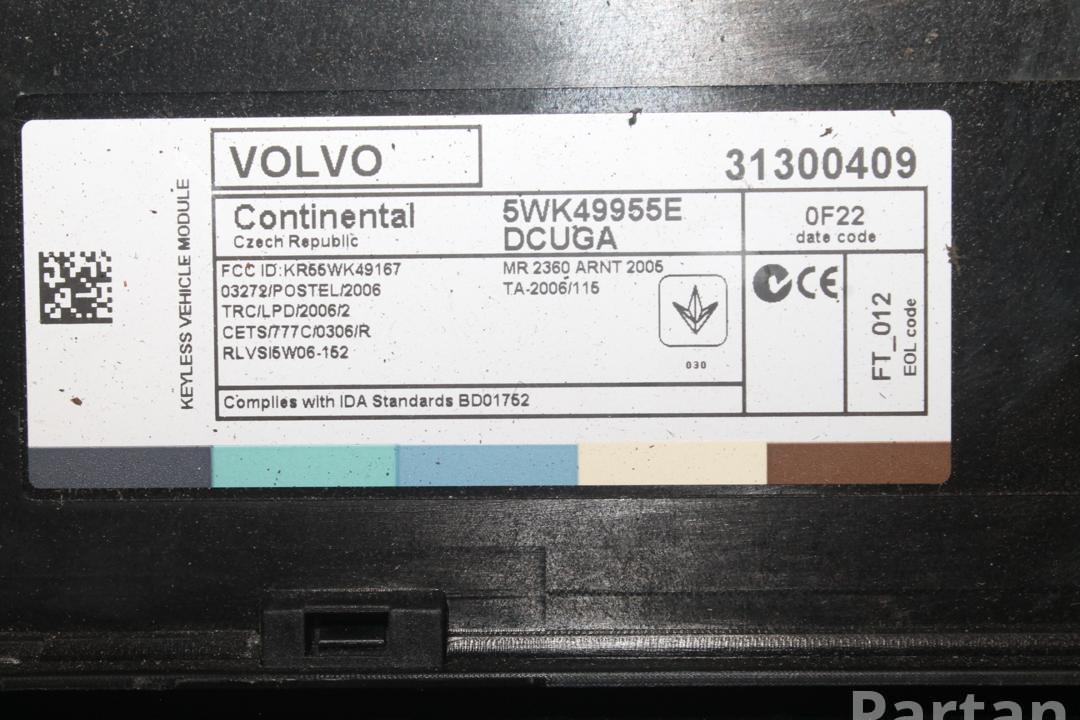 VOLVO
31300409
KEYLESS VEHICLE MODULE
Continental
Czech Republic
5WK49955E
DCUGA
0F22
date code
FCC ID:KR55WK49167
03272/POSTEL/2006
TRC/LPD/2006/2
CETS/777C/0306/R
RLVSI5W06-152
MR 2360 ARNT 2005
TA-2006/115
030
CE
FT_012
EOL code
Complies with IDA Standards BD01752
Partan